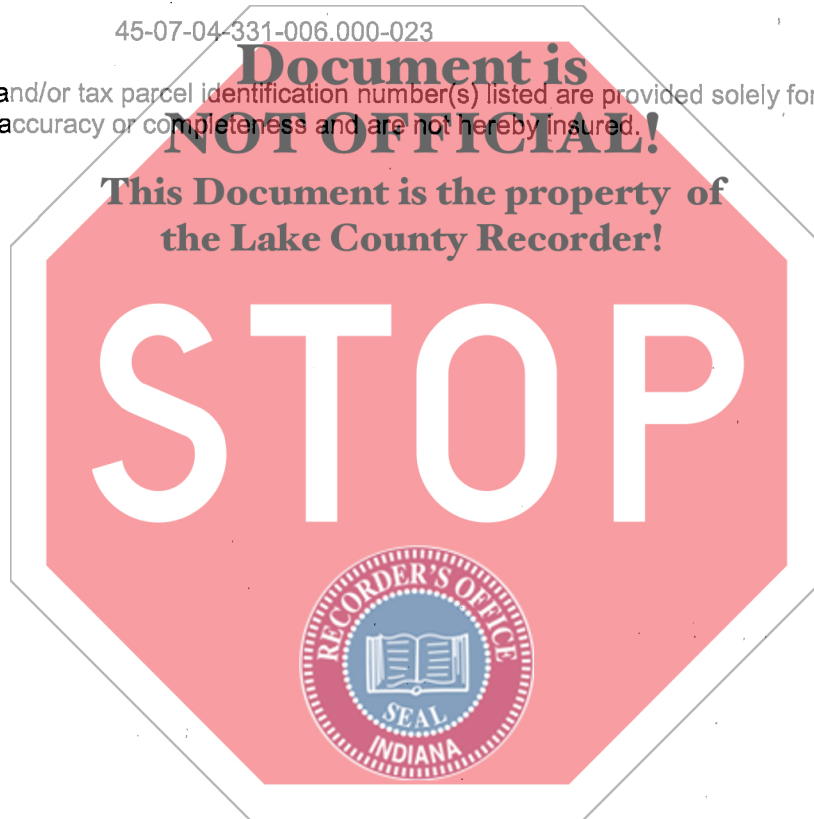 45-07-04-331-006.000-023
Document is
and/or tax parcel identification number(s) listed are provided solely for
accuracy or completeness and are not hereby insured.
NOT OFFICIAL!
This Document is the property of
the Lake County Recorder!
STOP
RECORDER'S OFFICE
SEAL
INDIANA